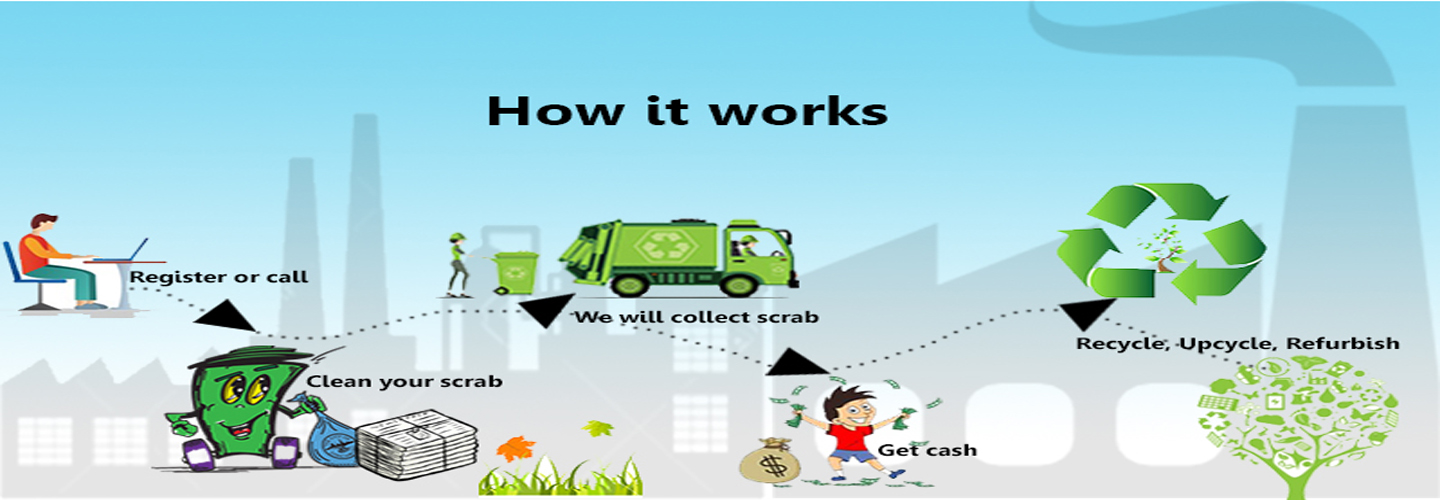 How it works
Register or call
Clean your scrab
We will collect scrab
Get cash
Recycle, Upcycle, Refurbish
$